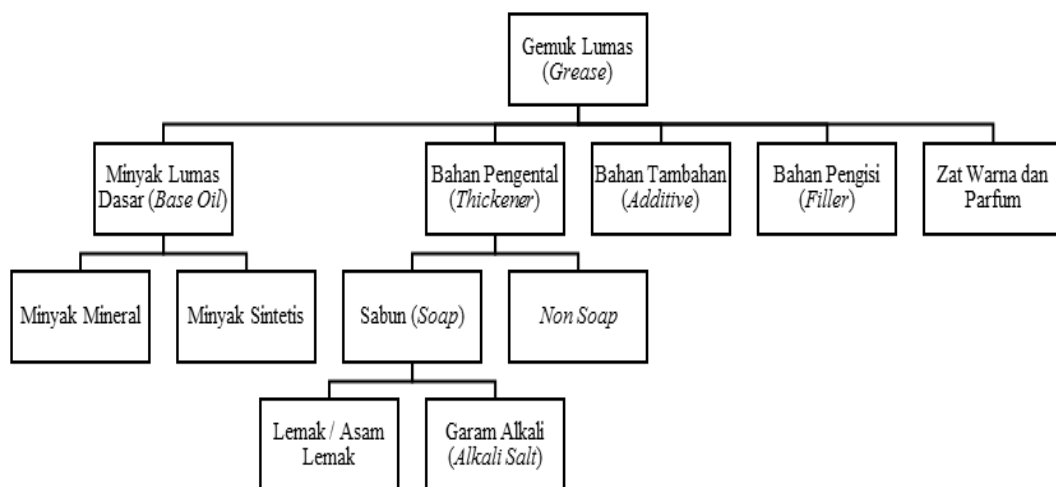 Gemuk Lumas
(Grease)
Minyak Lumas
Dasar (Base Oil)
Bahan Pengental
(Thickener)
Bahan Tambahan
(Additive)
Bahan Pengisi
(Filler)
Zat Warna dan
Parfum
Minyak Mineral
Minyak Sintetis
Sabun (Soap)
Non Soap
Lemak / Asam
Lemak
Garam Alkali
(Alkali Salt)